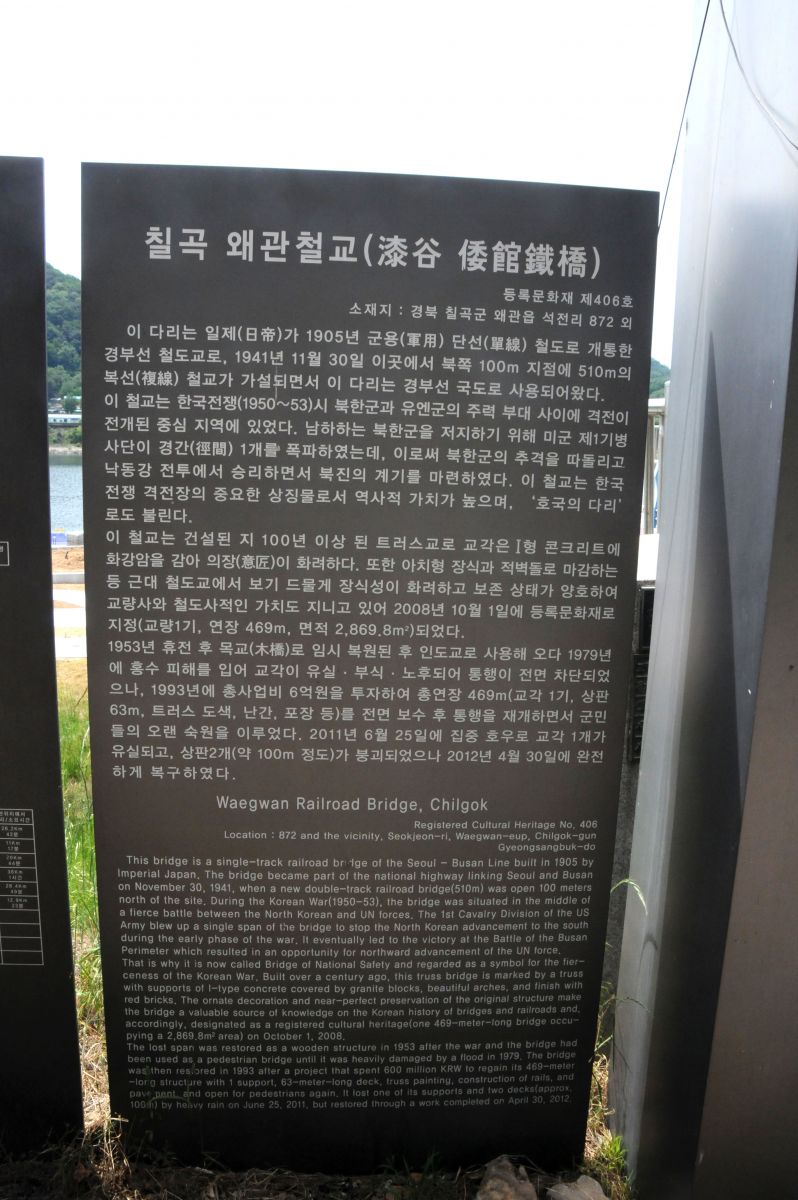 칠곡 왜관철교(漆谷 倭館鐵橋)
등록문화재 제406호
소재지 : 경북 칠곡군 왜관읍 석전리 872 외
이 다리는 일제(日帝)가 1905년 군용(軍用) 단선(單線) 철도로 개통한
경부선 철도교로, 1941년 11월 30일 이곳에서 북쪽 100m 지점에 510m의
복선(複線) 철교가 가설되면서 이 다리는 경부선 국도로 사용되어왔다.
이 철교는 한국전쟁(1950~53)시 북한군과 유엔군의 주력 부대 사이에 격전이
전개된 중심 지역에 있었다. 남하하는 북한군을 저지하기 위해 미군 제1기병
사단이 경간(徑間) 1개를 폭파하였는데, 이로써 북한군의 추격을 따돌리고
낙동강 전투에서 승리하면서 북진의 계기를 마련하였다. 이 철교는 한국
전쟁 격전장의 중요한 상징물로서 역사적 가치가 높으며, ‘호국의 다리’
로도 불린다.
이 철교는 건설된 지 100년 이상 된 트러스교로 교각은 I형 콘크리트에
화강암을 감아 의장(意匠)이 화려하다. 또한 아치형 장식과 적벽돌로 마감하는
등 근대 철도교에서 보기 드물게 장식성이 화려하고 보존 상태가 양호하여
교량사와 철도사적인 가치도 지니고 있어 2008년 10월 1일에 등록문화재로
지정(교량1기, 연장 469m, 면적 2,869.8m²)되었다.
1953년 휴전 후 목교(木橋)로 임시 복원된 후 인도교로 사용해 오다 1979년
에 홍수 피해를 입어 교각이 유실 · 부식 · 노후되어 통행이 전면 차단되었
으나, 1993년에 총사업비 6억원을 투자하여 총연장 469m(교각 1기, 상판
63m, 트러스 도색, 난간, 포장 등)를 전면 보수 후 통행을 재개하면서 군민
들의 오랜 숙원을 이루었다. 2011년 6월 25일에 집중 호우로 교각 1개가
유실되고, 상판2개(약 100m 정도)가 붕괴되었으나 2012년 4월 30일에 완전
하게 복구하였다.
Waegwan Railroad Bridge, Chilgok
Registered Cultural Heritage No. 406
Location : 872 and the vicinity, Seokjeon-ri, Waegwan-eup, Chilgok-gun
Gyeongsangbuk-do
This bridge is a single-track railroad bridge of the Seoul - Busan Line built in 1905 by
Imperial Japan. The bridge became part of the national highway linking Seoul and Busan
on November 30, 1941, when a new double-track railroad bridge(510m) was open 100 meters
north of the site. During the Korean War(1950-53), the bridge was situated in the middle of
a fierce battle between the North Korean and UN forces. The 1st Cavalry Division of the US
Army blew up a single span of the bridge to stop the North Korean advancement to the south
during the early phase of the war. It eventually led to the victory at the Battle of the Busan
Perimeter which resulted in an opportunity for northward advancement of the UN force.
That is why it is now called Bridge of National Safety and regarded as a symbol for the fier-
ceness of the Korean War. Built over a century ago, this truss bridge is marked by a truss
with supports of I-type concrete covered by granite blocks, beautiful arches, and finish with
red bricks. The ornate decoration and near-perfect preservation of the original structure make
the bridge a valuable source of knowledge on the Korean history of bridges and railroads and,
accordingly, designated as a registered cultural heritage(one 469-meter-long bridge occu-
pying a 2,869.8m² area) on October 1, 2008.
The lost span was restored as a wooden structure in 1953 after the war and the bridge had
been used as a pedestrian bridge until it was heavily damaged by a flood in 1979. The bridge
was then restored in 1993 after a project that spent 600 million KRW to regain its 469-meter
-long structure with 1 support, 63-meter-long deck, truss painting, construction of rails, and
pavement and open for pedestrians again. It lost one of its supports and two decks(approx.
100m) by heavy rain on June 25, 2011, but restored through a work completed on April 30, 2012.
26.2Km
42분
11Km
17분
29Km
44분
36Km
1시간
28.4Km
49분
12.9Km
23분